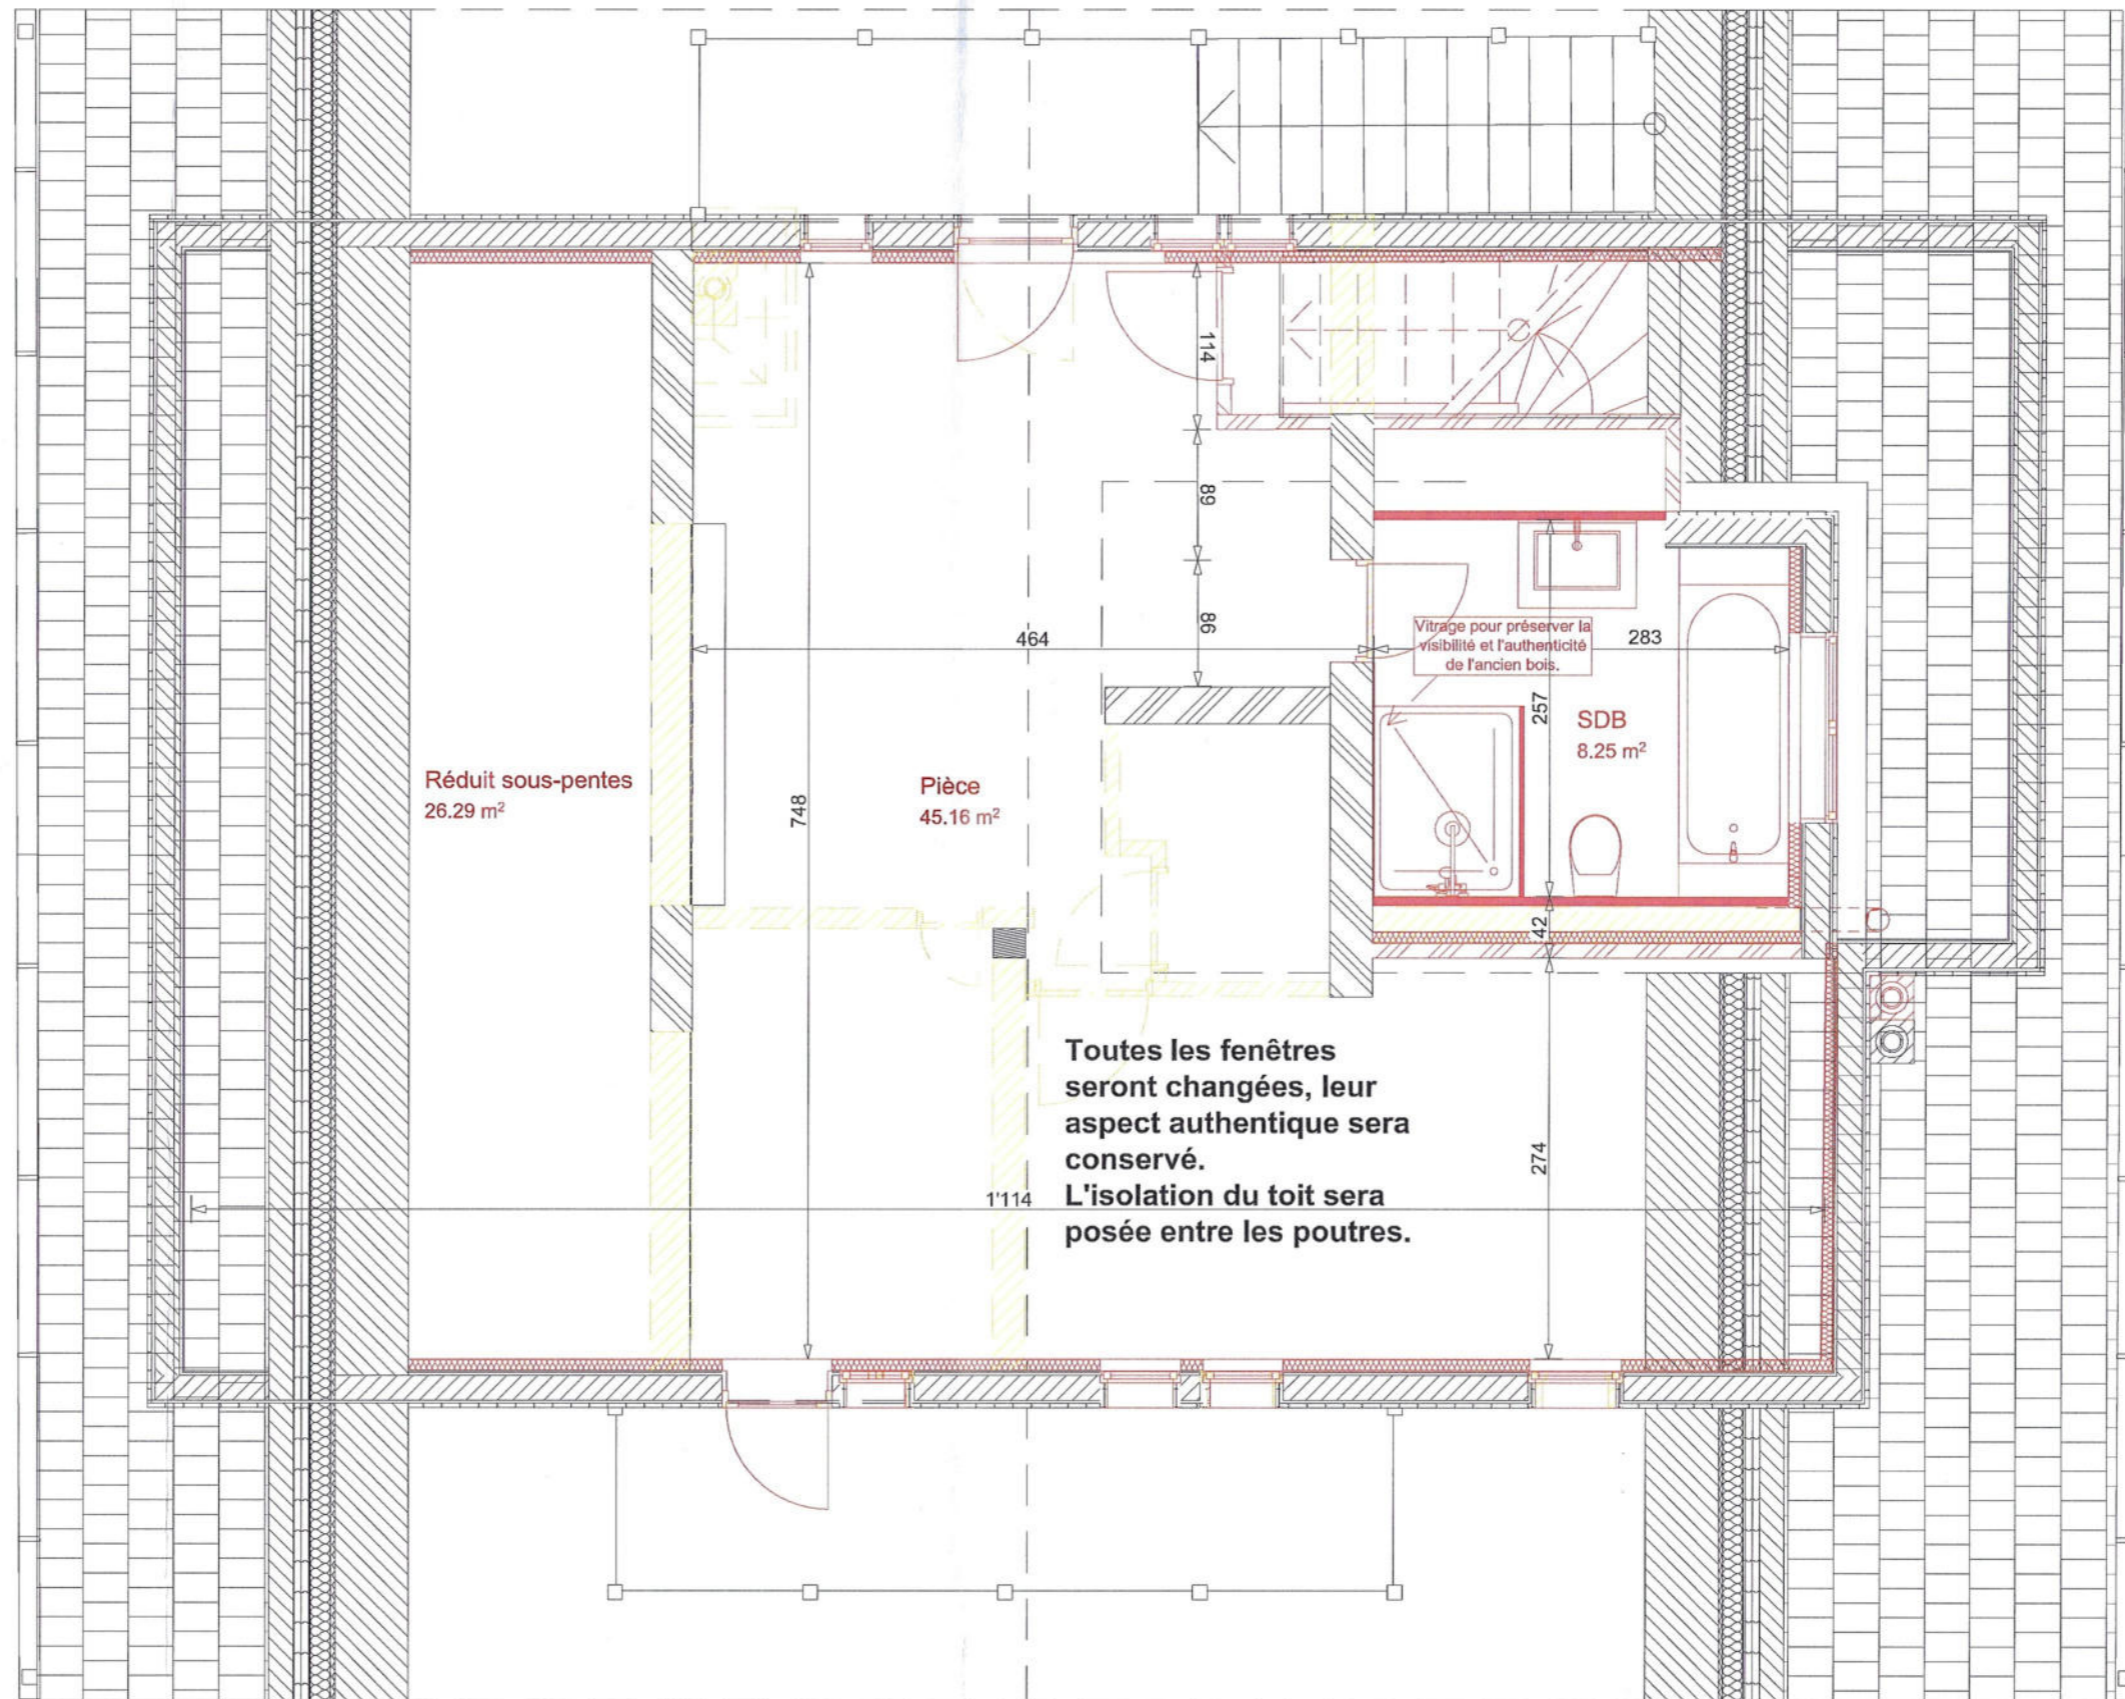 114
89
86
464
Vitrage pour préserver la
visibilité et l'authenticité
de l'ancien bois.
283
257
SDB
8.25 m²
Réduit sous-pentes
26.29 m²
Pièce
45.16 m²
748
42
Toutes les fenêtres
seront changées, leur
aspect authentique sera
conservé.
L'isolation du toit sera
posée entre les poutres.
274
1'114